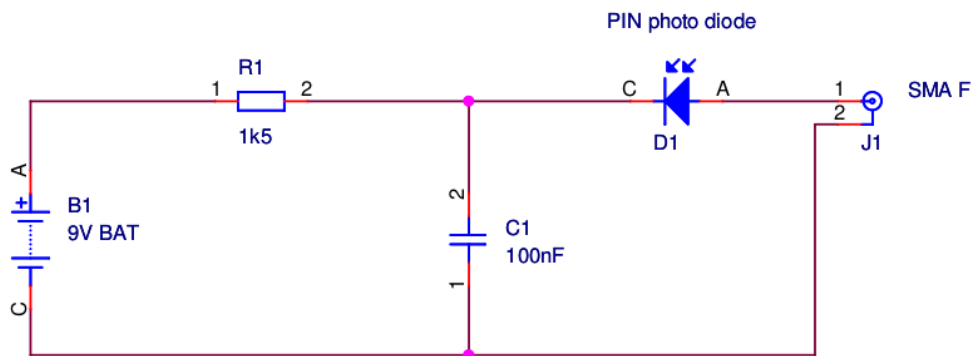 PIN photo diode
R1
1 2
1k5
C A
D1
1
2
SMA F
J1
A
+
B1
9V BAT
C
2
C1
100nF
1